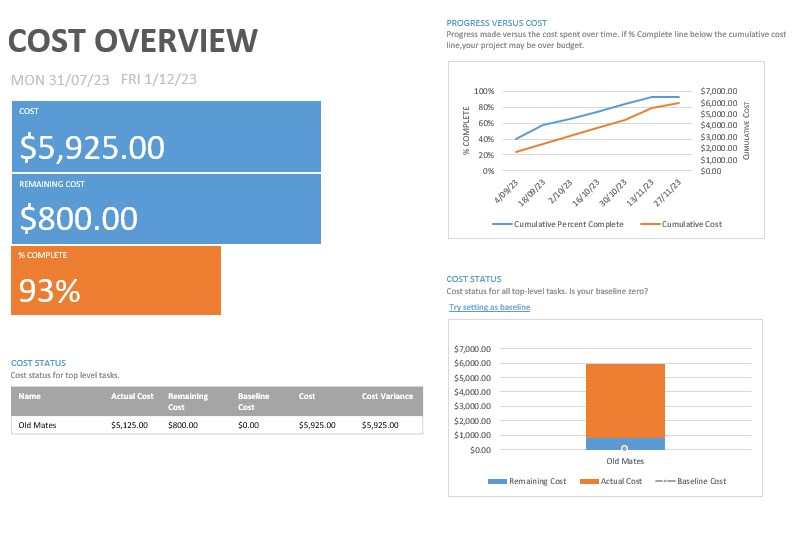 COST OVERVIEW
MON 31/07/23 FRI 1/12/23
COST
$5,925.00
REMAINING COST
$800.00
% COMPLETE
93%
COST STATUS
Cost status for top level tasks.
Name Actual Cost Remaining Cost Baseline Cost Cost Cost Variance
Old Mates $5,125.00 $800.00 $0.00 $5,925.00 $5,925.00
PROGRESS VERSUS COST
Progress made versus the cost spent over time. If % Complete line below the cumulative cost
line,your project may be over budget.
% COMPLETE
100%
80%
60%
40%
20%
0%
$7,000.00
$6,000.00
$5,000.00
$4,000.00
$3,000.00
$2,000.00
$1,000.00
$0.00
CUMULATIVE COST
4/09/23 18/09/23 2/10/23 16/10/23 30/10/23 13/11/23 27/11/23
Cumulative Percent Complete Cumulative Cost
COST STATUS
Cost status for all top-level tasks. Is your baseline zero?
Try setting as baseline
$7,000.00
$6,000.00
$5,000.00
$4,000.00
$3,000.00
$2,000.00
$1,000.00
$0.00
Old Mates
Remaining Cost Actual Cost Baseline Cost